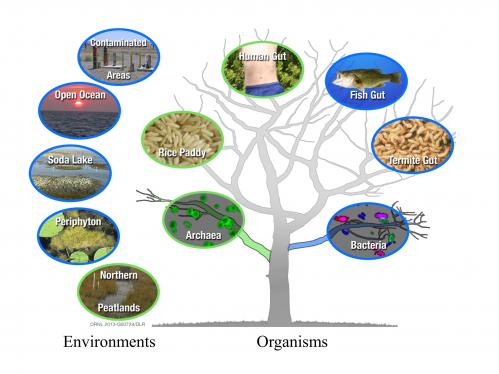 Contaminated
Areas
Open Ocean
Soda Lake
Periphyton
Northern
Peatlands
Human Gut
Fish Gut
Rice Paddy
Termite Gut
Archaea
Bacteria
ORNL 2013-G00724/DLR
Environments
Organisms